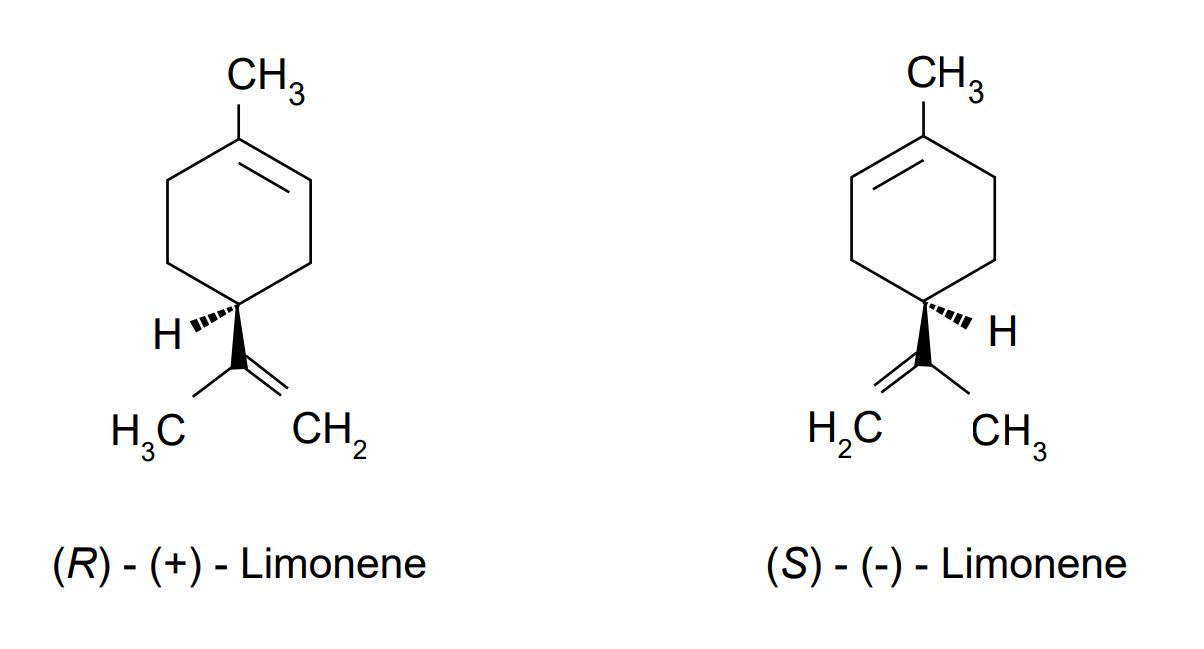 CH3 CH3
H H
H3C CH2 H2C CH3
(R) - (+) - Limonene (S) - (-) - Limonene